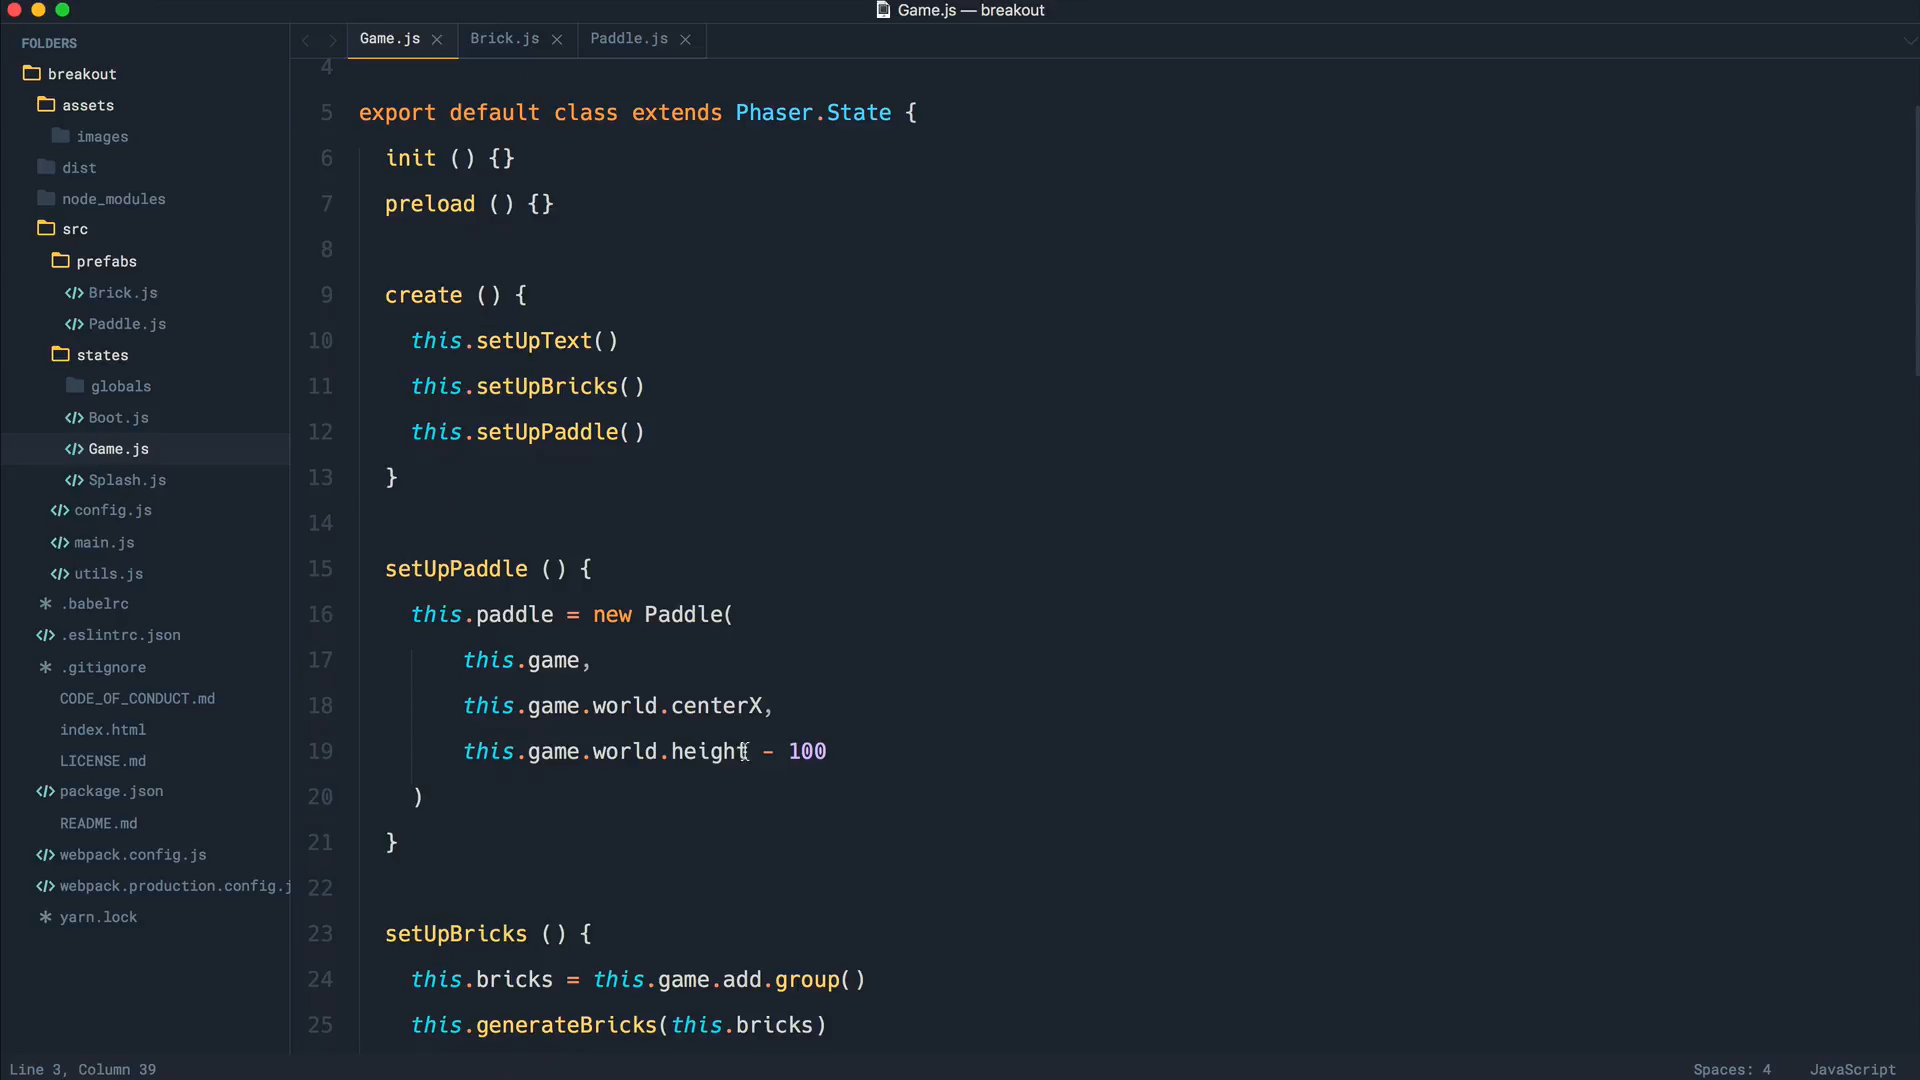 Game.js — breakout
FOLDERS
breakout
assets
images
dist
node_modules
src
prefabs
Brick.js
Paddle.js
states
globals
Boot.js
Game.js
Splash.js
config.js
main.js
utils.js
.babelrc
.eslintrc.json
.gitignore
CODE_OF_CONDUCT.md
index.html
LICENSE.md
package.json
README.md
webpack.config.js
webpack.production.config.j
yarn.lock
Game.js Brick.js Paddle.js
4
5 export default class extends Phaser.State {
6 init () {}
7 preload () {}
8
9 create () {
10 this.setUpText()
11 this.setUpBricks()
12 this.setUpPaddle()
13 }
14
15 setUpPaddle () {
16 this.paddle = new Paddle(
17 this.game,
18 this.game.world.centerX,
19 this.game.world.height - 100
20 )
21 }
22
23 setUpBricks () {
24 this.bricks = this.game.add.group()
25 this.generateBricks(this.bricks)
Line 3, Column 39 Spaces: 4 JavaScript